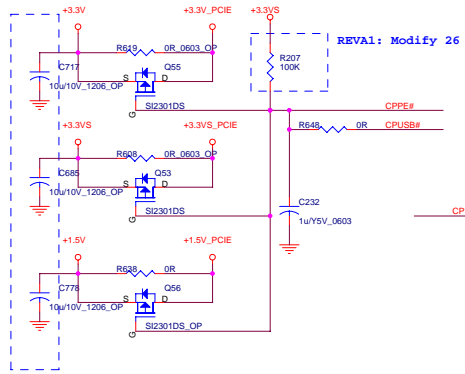 +3.3V
+3.3V_PCIE
+3.3VS
R619
0R_0603_OP
REVA1: Modify 26
R207
100K
C717
Q55
S
D
10u/10V_1206_OP
G
SI2301DS
CPPE#
+3.3VS
+3.3VS_PCIE
R648
0R
CPUSB#
R608
0R_0603_OP
C685
Q53
S
D
10u/10V_1206_OP
G
SI2301DS
C232
1u/Y5V_0603
CP
+1.5V
+1.5V_PCIE
R638
0R
C778
Q56
S
D
10u/10V_1206_OP
G
SI2301DS_OP